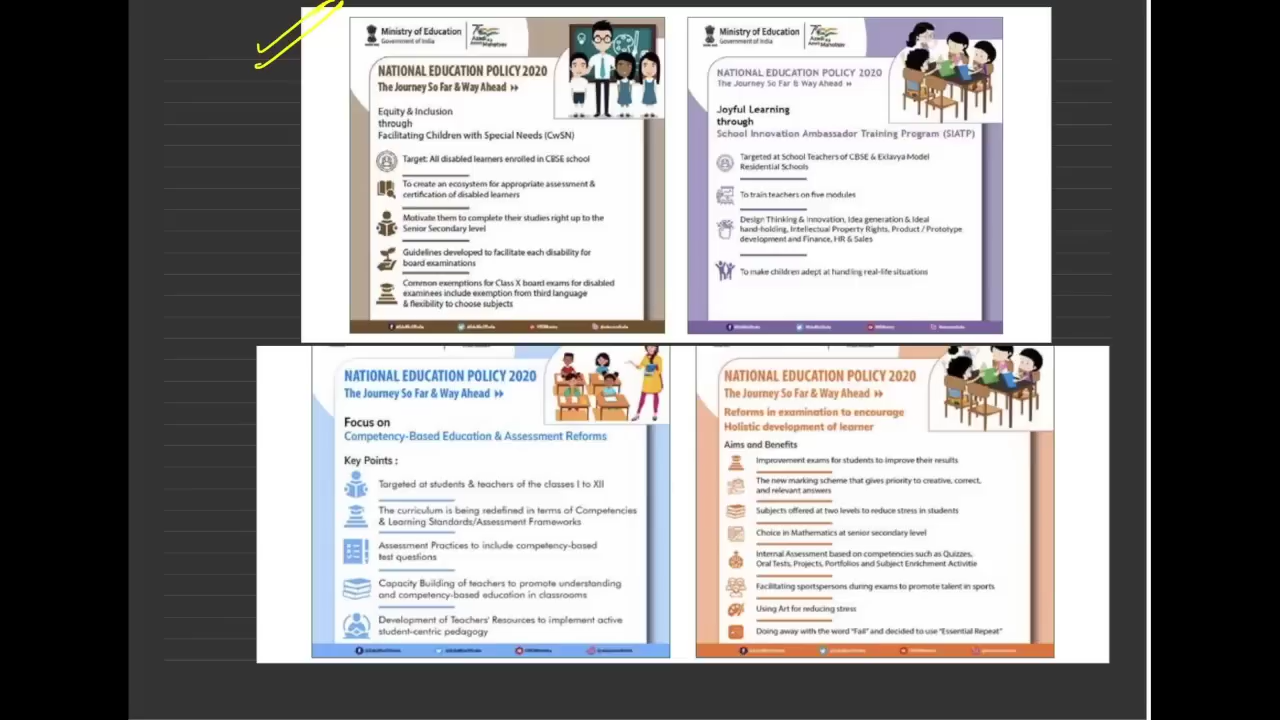 Ministry of Education
Government of India
Azadi Ka
Amrit Mahotsav
NATIONAL EDUCATION POLICY 2020
The Journey So Far & Way Ahead
Equity & Inclusion
through
Facilitating Children with Special Needs (CwSN)
Target: All disabled learners enrolled in CBSE school
To create an ecosystem for appropriate assessment &
certification of disabled learners
Motivate them to complete their studies right up to the
Senior Secondary level
Guidelines developed to facilitate each disability for
board examinations
Common exemptions for Class X board exams for disabled
examinees include exemption from third language
& flexibility to choose subjects
Ministry of Education
Government of India
Azadi Ka
Amrit Mahotsav
NATIONAL EDUCATION POLICY 2020
The Journey So Far & Way Ahead
Joyful Learning
through
School Innovation Ambassador Training Program (SIATP)
Targeted at School Teachers of CBSE & Eklavya Model
Residential Schools
To train teachers on five modules
Design Thinking & Innovation, Idea generation & Ideal
hand-holding, Intellectual Property Rights, Product / Prototype
development and Finance, HR & Sales
To make children adept at handling real-life situations
NATIONAL EDUCATION POLICY 2020
The Journey So Far & Way Ahead
Focus on
Competency-Based Education & Assessment Reforms
Key Points :
Targeted at students & teachers of the classes I to XII
The curriculum is being redefined in terms of Competencies
& Learning Standards/Assessment Frameworks
Assessment Practices to include competency-based
test questions
Capacity Building of teachers to promote understanding
and competency-based education in classrooms
Development of Teachers' Resources to implement active
student-centric pedagogy
NATIONAL EDUCATION POLICY 2020
The Journey So Far & Way Ahead
Reforms in examination to encourage
Holistic development of learner
Aims and Benefits
Improvement exams for students to improve their results
The new marking scheme that gives priority to creative, correct,
and relevant answers
Subjects offered at two levels to reduce stress in students
Choice in Mathematics at senior secondary level
Internal Assessment based on competencies such as Quizzes,
Oral Tests, Projects, Portfolios and Subject Enrichment Activitie
Facilitating sportspersons during exams to promote talent in sports
Using Art for reducing stress
Doing away with the word "Fail" and decided to use "Essential Repeat"